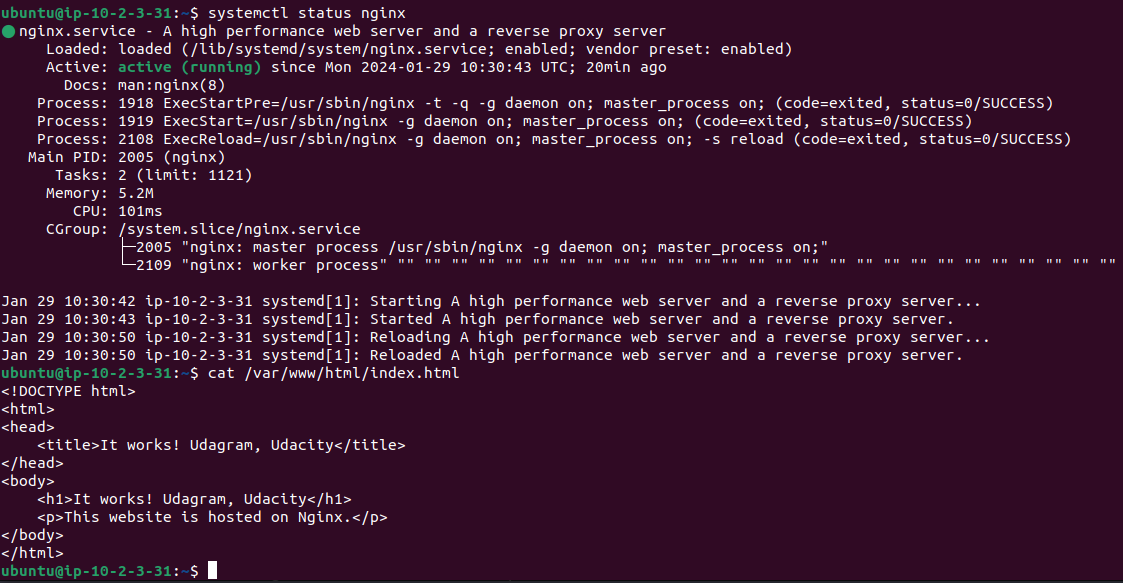 ubuntu@ip-10-2-3-31:~$ systemctl status nginx
nginx.service - A high performance web server and a reverse proxy server
Loaded: loaded (/lib/systemd/system/nginx.service; enabled; vendor preset: enabled)
Active: active (running) since Mon 2024-01-29 10:30:43 UTC; 20min ago
Docs: man:nginx(8)
Process: 1918 ExecStartPre=/usr/sbin/nginx -t -q -g daemon on; master_process on; (code=exited, status=0/SUCCESS)
Process: 1919 ExecStart=/usr/sbin/nginx -g daemon on; master_process on; (code=exited, status=0/SUCCESS)
Process: 2108 ExecReload=/usr/sbin/nginx -g daemon on; master_process on; -s reload (code=exited, status=0/SUCCESS)
Main PID: 2005 (nginx)
Tasks: 2 (limit: 1121)
Memory: 5.2M
CPU: 101ms
CGroup: /system.slice/nginx.service
├─2005 "nginx: master process /usr/sbin/nginx -g daemon on; master_process on;"
└─2109 "nginx: worker process" "" "" "" "" "" "" "" "" "" "" "" "" "" "" "" "" "" "" "" "" "" "" "" "" "" "" ""
Jan 29 10:30:42 ip-10-2-3-31 systemd[1]: Starting A high performance web server and a reverse proxy server...
Jan 29 10:30:43 ip-10-2-3-31 systemd[1]: Started A high performance web server and a reverse proxy server.
Jan 29 10:30:50 ip-10-2-3-31 systemd[1]: Reloading A high performance web server and a reverse proxy server...
Jan 29 10:30:50 ip-10-2-3-31 systemd[1]: Reloaded A high performance web server and a reverse proxy server.
ubuntu@ip-10-2-3-31:~$ cat /var/www/html/index.html
<!DOCTYPE html>
<html>
<head>
    <title>It works! Udagram, Udacity</title>
</head>
<body>
    <h1>It works! Udagram, Udacity</h1>
    <p>This website is hosted on Nginx.</p>
</body>
</html>
ubuntu@ip-10-2-3-31:~$